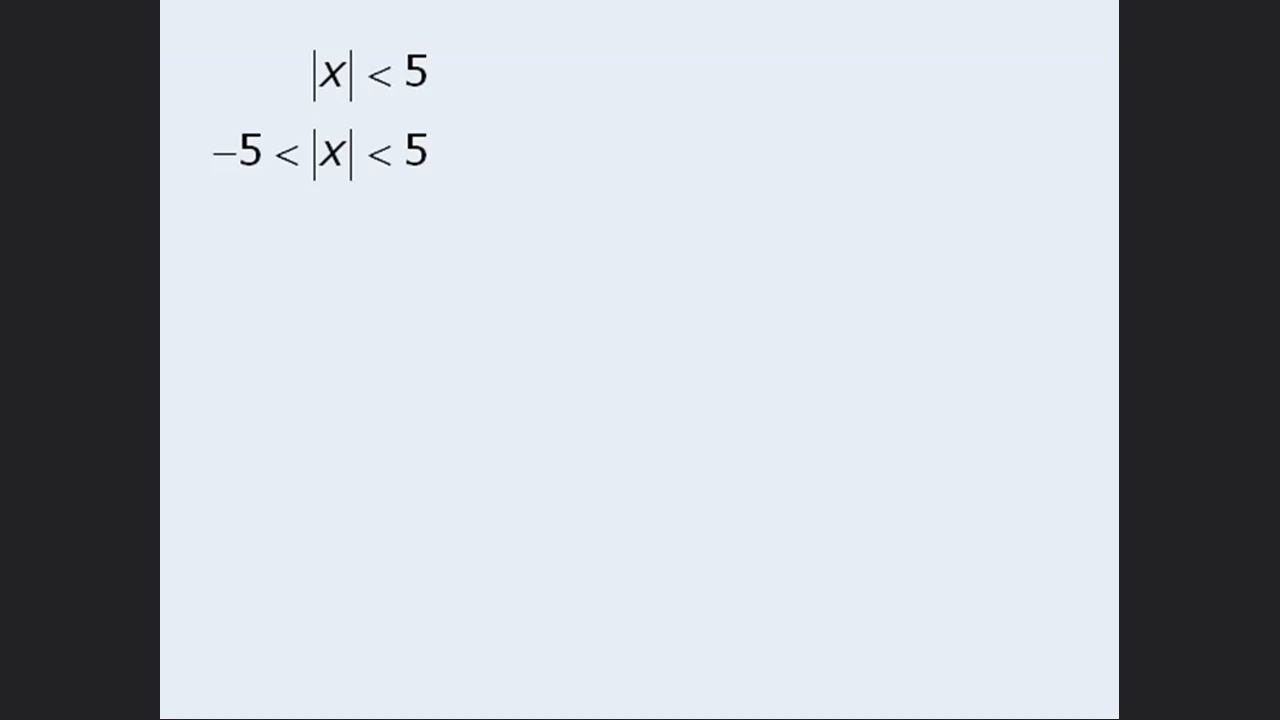 |x| < 5
−5 < |x| < 5